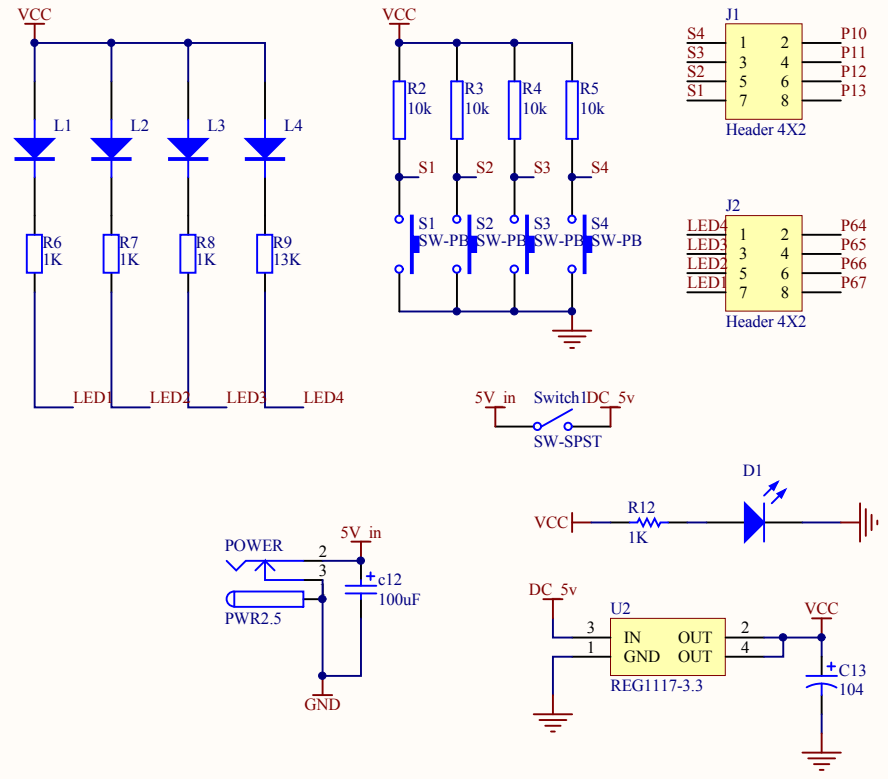 VCC
L1 L2 L3 L4
R6 R7 R8 R9
1K 1K 1K 13K
LED1 LED2 LED3 LED4
VCC
R2 R3 R4 R5
10k 10k 10k 10k
S1 S2 S3 S4
S1 S2 S3 S4
SW-PB SW-PB SW-PB SW-PB
J1
S4 1 2 P10
S3 3 4 P11
S2 5 6 P12
S1 7 8 P13
Header 4X2
J2
LED4 1 2 P64
LED3 3 4 P65
LED2 5 6 P66
LED1 7 8 P67
Header 4X2
5V_in Switch1 DC_5v
SW-SPST
D1
R12
VCC
1K
5V_in
POWER 2
3 c12
100uF
PWR2.5
GND
DC_5v U2 VCC
3 IN OUT 2
1 GND OUT 4
REG1117-3.3
C13
104